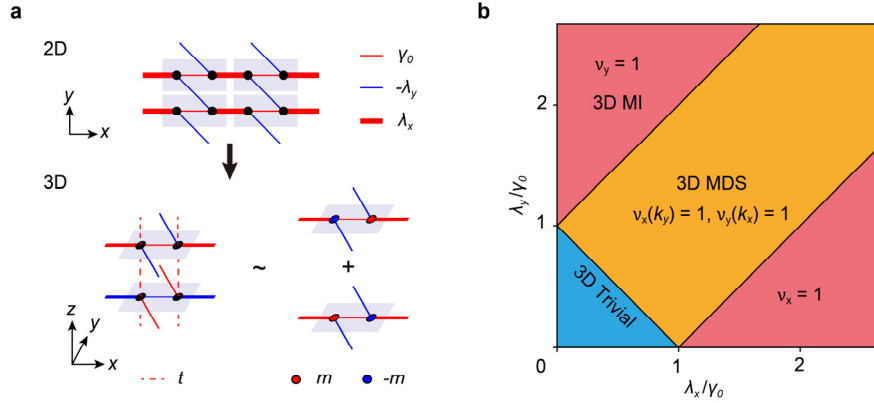 a
2D
y
x
γ₀
-λy
λx
3D
z
y
x
~
+
t
m
-m
b
νy = 1
3D MI
3D MDS
νx(ky) = 1, νy(kx) = 1
3D Trivial
νx = 1
λy/γ₀
2
1
0
1
2
λx/γ₀